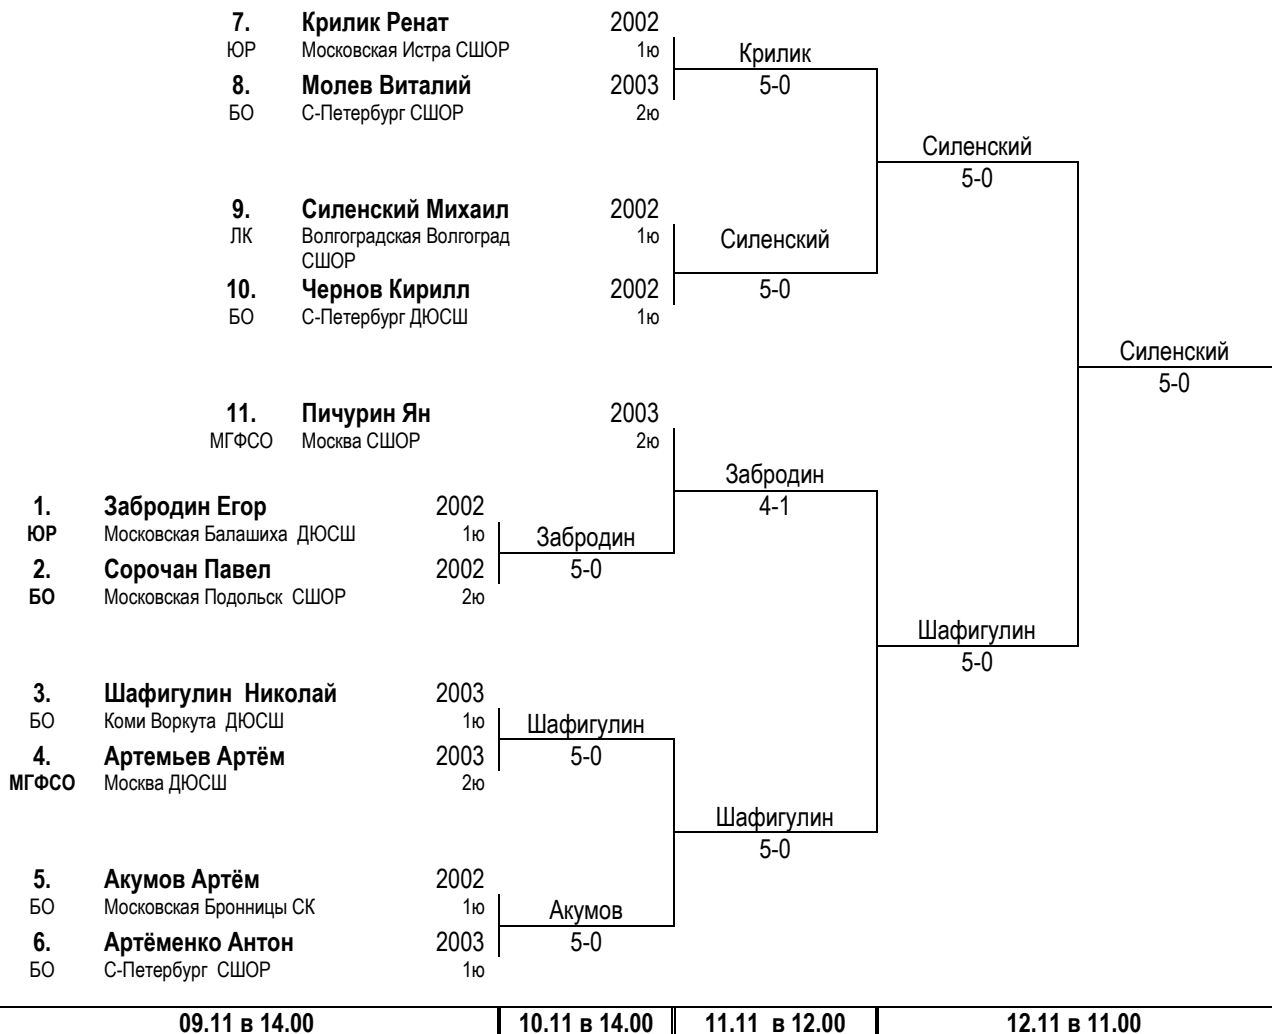 7. Крилик Ренат 2002
ЮР Московская Истра СШОР 1ю
Крилик
5-0
8. Молев Виталий 2003
БО С-Петербург СШОР 2ю
Силенский
5-0
9. Силенский Михаил 2002
ЛК Волгоградская Волгоград 1ю
СШОР
Силенский
5-0
10. Чернов Кирилл 2002
БО С-Петербург ДЮСШ 1ю
Силенский
5-0
11. Пичурин Ян 2003
МГФСО Москва СШОР 2ю
Забродин
4-1
1. Забродин Егор 2002
ЮР Московская Балашиха ДЮСШ 1ю
Забродин
5-0
2. Сорочан Павел 2002
БО Московская Подольск СШОР 2ю
Шафигулин
5-0
3. Шафигулин Николай 2003
БО Коми Воркута ДЮСШ 1ю
Шафигулин
5-0
4. Артемьев Артём 2003
МГФСО Москва ДЮСШ 2ю
Шафигулин
5-0
5. Акумов Артём 2002
БО Московская Бронницы СК 1ю
Акумов
5-0
6. Артёменко Антон 2003
БО С-Петербург СШОР 1ю
09.11 в 14.00 10.11 в 14.00 11.11 в 12.00 12.11 в 11.00